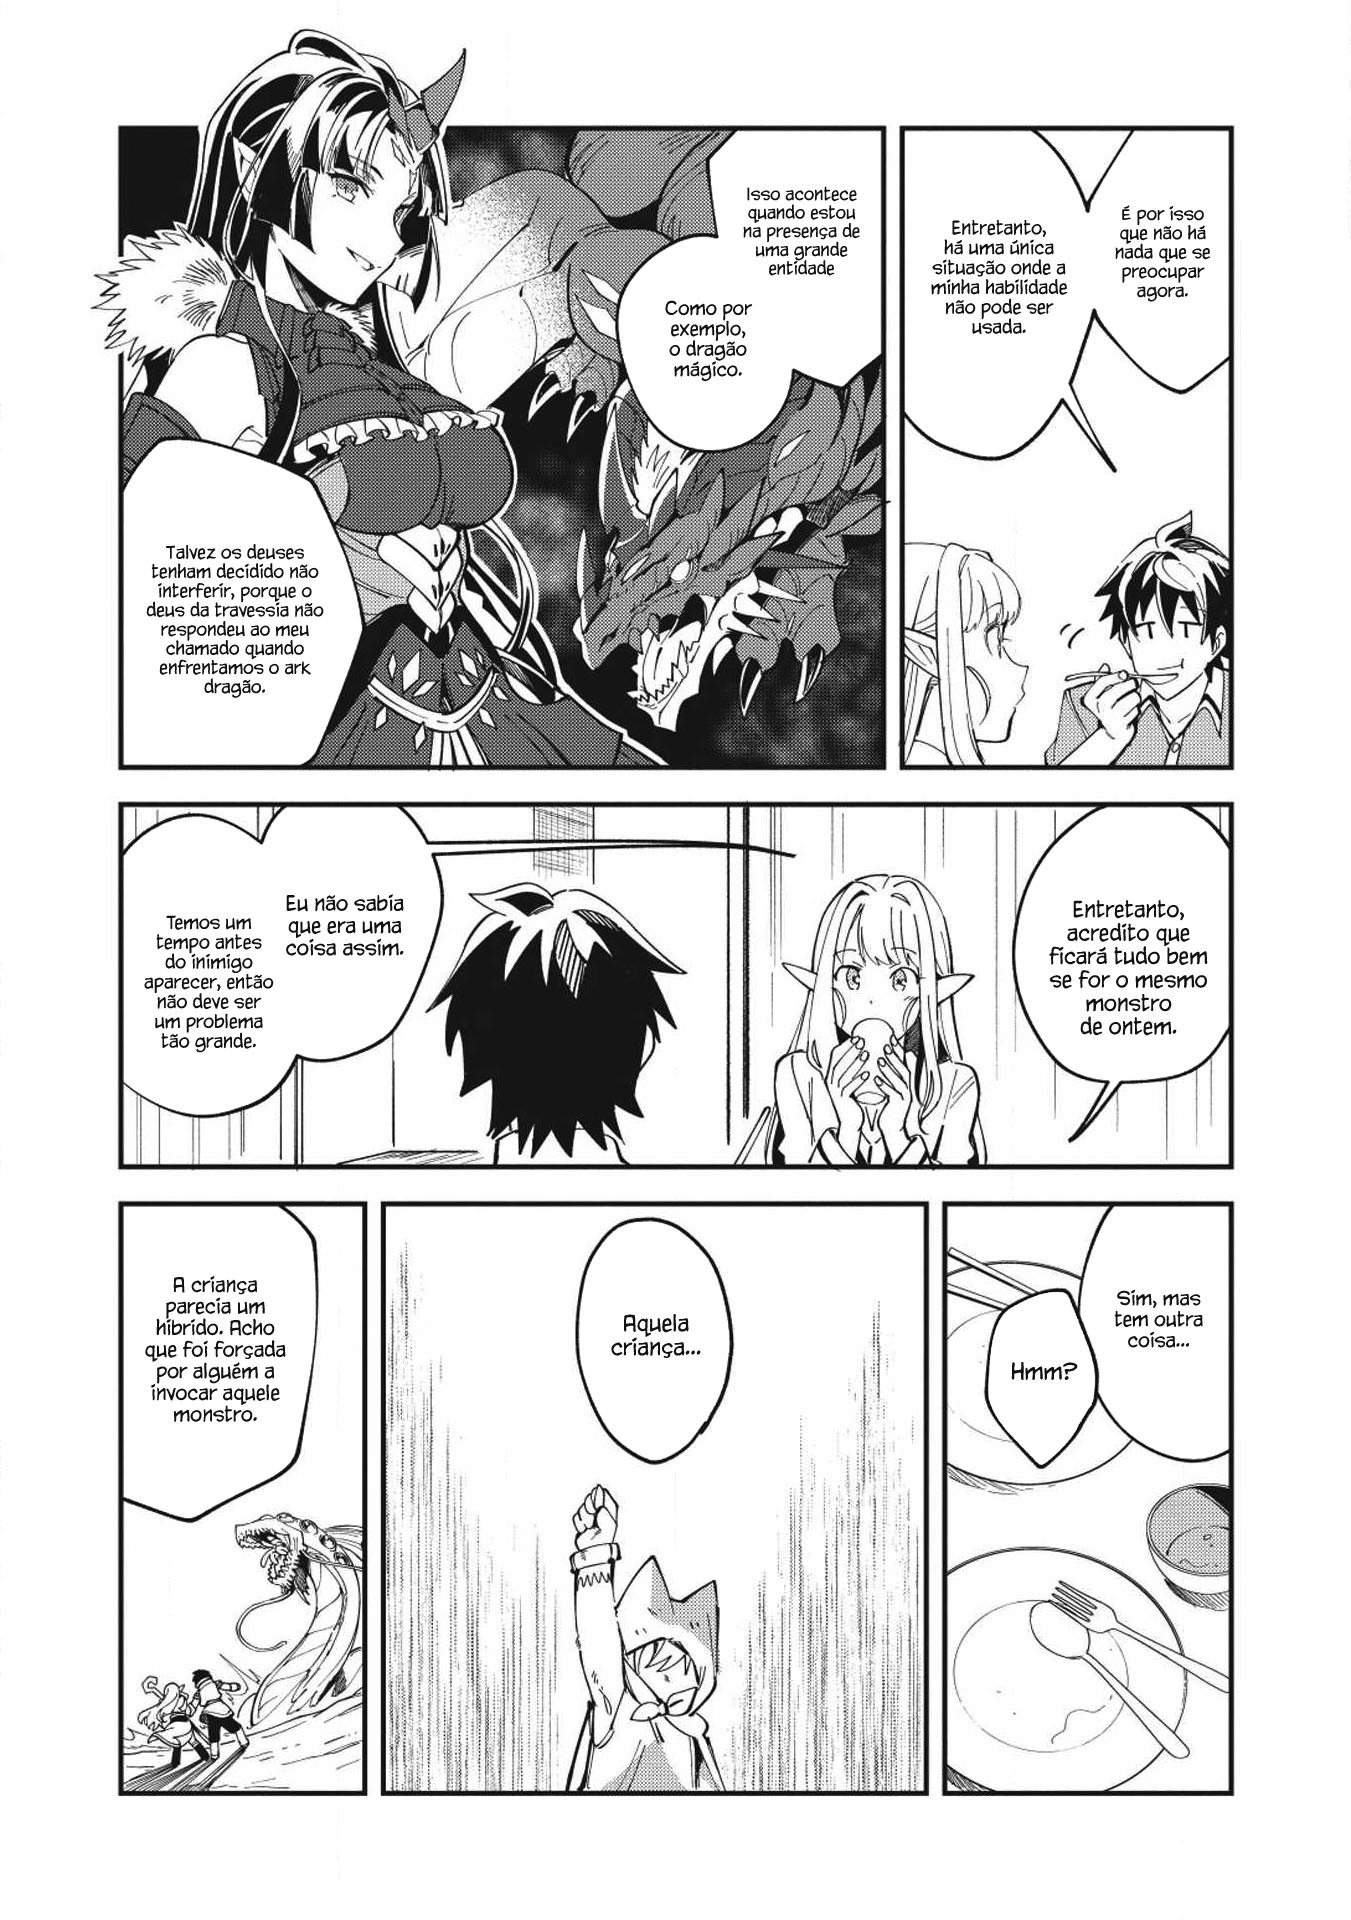 É por isso
que não há
nada que se
preocupar
agora.
Entretanto,
há uma única
situação onde a
minha habilidade
não pode ser
usada.
Isso acontece
quando estou
na presença de
uma grande
entidade
Como por
exemplo,
o dragão
mágico.
Talvez os deuses
tenham decidido não
interferir, porque o
deus da travessia não
respondeu ao meu
chamado quando
enfrentamos o ark
dragão.
Entretanto,
acredito que
ficará tudo bem
se for o mesmo
monstro
de ontem.
Eu não sabia
que era uma
coisa assim.
Temos um
tempo antes
do inimigo
aparecer, então
não deve ser
um problema
tão grande.
Sim, mas
tem outra
coisa...
Hmm?
Aquela
criança...
A criança
parecia um
híbrido. Acho
que foi forçada
por alguém a
invocar aquele
monstro.